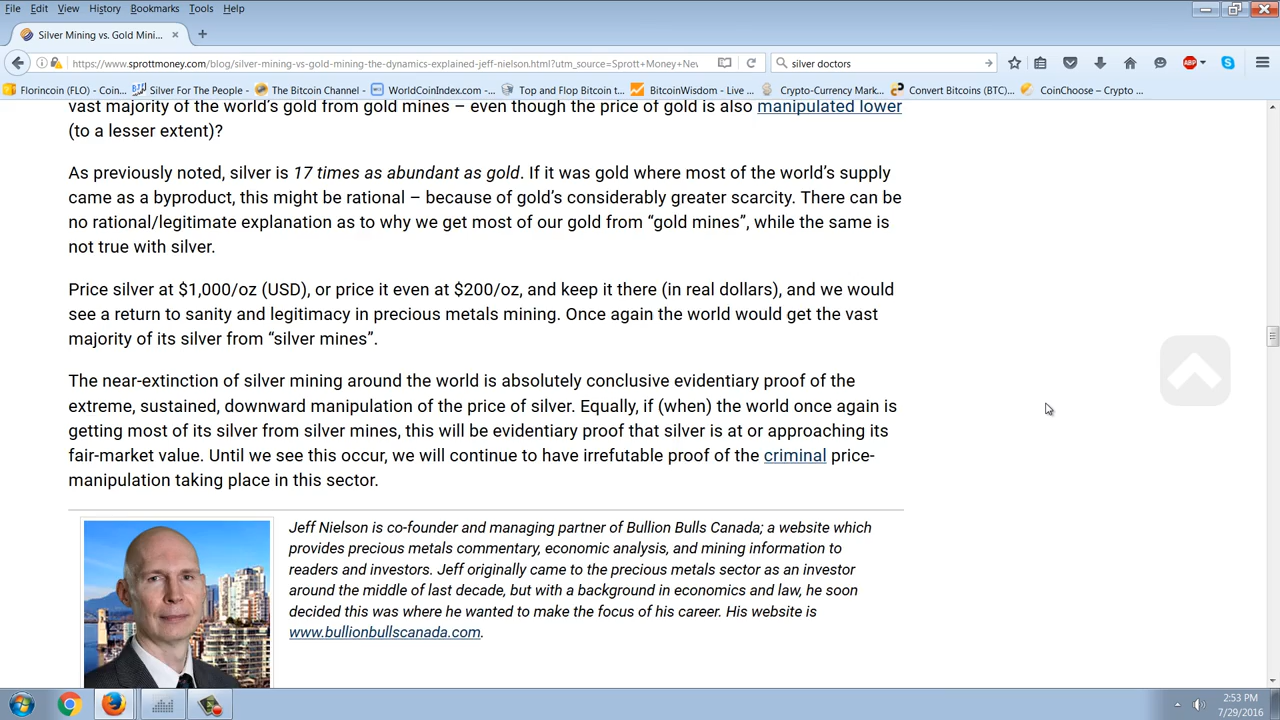 File Edit View History Bookmarks Tools Help
Silver Mining vs. Gold Mini...
https://www.sprottmoney.com/blog/silver-mining-vs-gold-mining-the-dynamics-explained-jeff-nielson.html?utm_source=Sprott+Money+Nev
silver doctors
ABP
Florincoin (FLO) - Coin... Silver For The People - ... The Bitcoin Channel - ... WorldCoinIndex.com -... Top and Flop Bitcoin t... BitcoinWisdom - Live ... Crypto-Currency Mark... Convert Bitcoins (BTC)... CoinChoose – Crypto ...
vast majority of the world's gold from gold mines – even though the price of gold is also manipulated lower
(to a lesser extent)?
As previously noted, silver is 17 times as abundant as gold. If it was gold where most of the world's supply
came as a byproduct, this might be rational – because of gold's considerably greater scarcity. There can be
no rational/legitimate explanation as to why we get most of our gold from “gold mines”, while the same is
not true with silver.
Price silver at $1,000/oz (USD), or price it even at $200/oz, and keep it there (in real dollars), and we would
see a return to sanity and legitimacy in precious metals mining. Once again the world would get the vast
majority of its silver from “silver mines”.
The near-extinction of silver mining around the world is absolutely conclusive evidentiary proof of the
extreme, sustained, downward manipulation of the price of silver. Equally, if (when) the world once again is
getting most of its silver from silver mines, this will be evidentiary proof that silver is at or approaching its
fair-market value. Until we see this occur, we will continue to have irrefutable proof of the criminal price-
manipulation taking place in this sector.
Jeff Nielson is co-founder and managing partner of Bullion Bulls Canada; a website which
provides precious metals commentary, economic analysis, and mining information to
readers and investors. Jeff originally came to the precious metals sector as an investor
around the middle of last decade, but with a background in economics and law, he soon
decided this was where he wanted to make the focus of his career. His website is
www.bullionbullscanada.com.
2:53 PM
7/29/2016